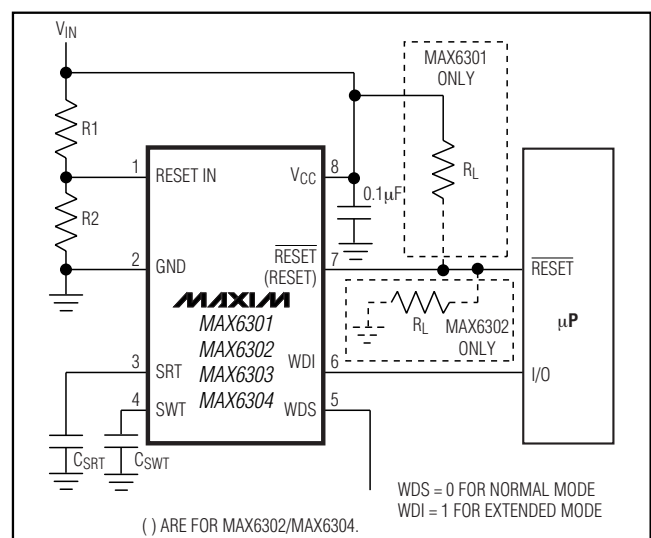 V_IN
MAX6301
ONLY
R1
1
RESET IN
V_CC
8
R_L
0.1µF
R2
2
GND
RESET
(RESET)
7
RESET
MAXIM
MAX6301
MAX6302
MAX6303
MAX6304
R_L
MAX6302
ONLY
µP
3
SRT
WDI
6
I/O
4
SWT
WDS
5
C_SRT
C_SWT
WDS = 0 FOR NORMAL MODE
WDI = 1 FOR EXTENDED MODE
( ) ARE FOR MAX6302/MAX6304.